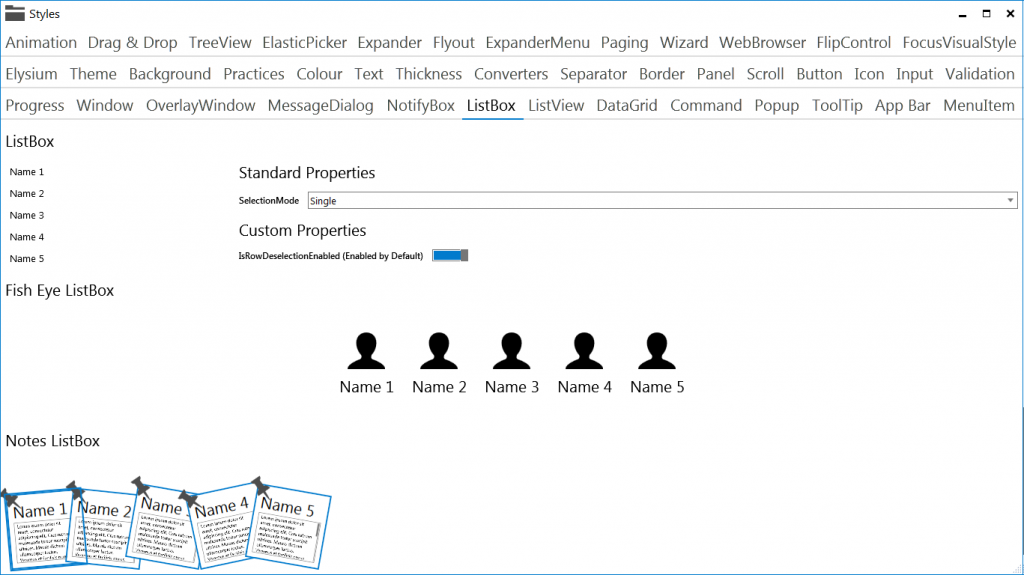 Styles
Animation Drag & Drop TreeView ElasticPicker Expander Flyout ExpanderMenu Paging Wizard WebBrowser FlipControl FocusVisualStyle
Elysium Theme Background Practices Colour Text Thickness Converters Separator Border Panel Scroll Button Icon Input Validation
Progress Window OverlayWindow MessageDialog NotifyBox ListBox ListView DataGrid Command Popup ToolTip App Bar MenuItem
ListBox
Name 1
Name 2
Name 3
Name 4
Name 5
Standard Properties
SelectionMode Single
Custom Properties
IsRowDeselectionEnabled (Enabled by Default)
Fish Eye ListBox
Name 1 Name 2 Name 3 Name 4 Name 5
Notes ListBox
Name 1 Name 2 Name Name 4 Name 5